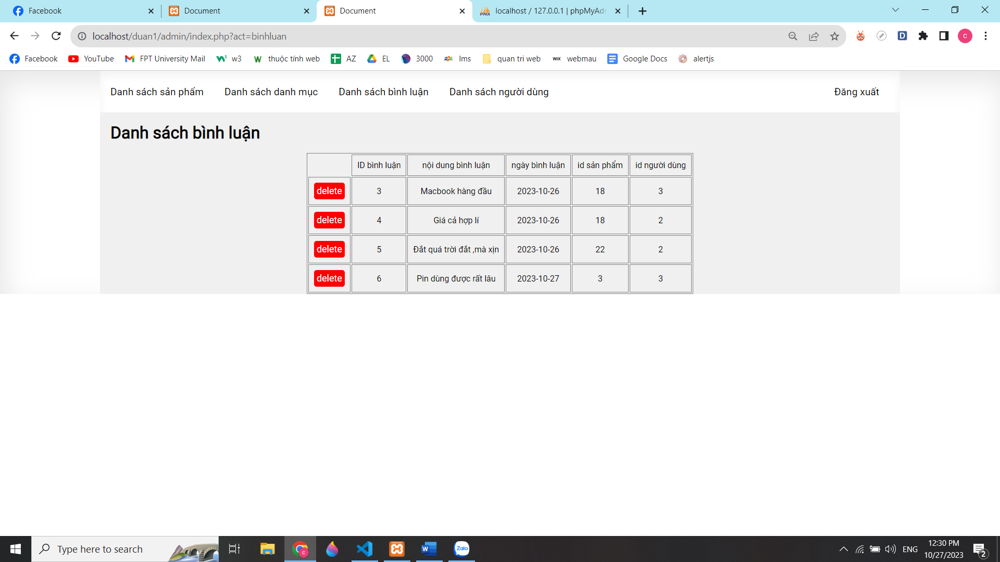 Facebook
Document
Document
localhost / 127.0.0.1 | phpMyAdm
localhost/duan1/admin/index.php?act=binhluan
C
Facebook
YouTube
FPT University Mail
w3
thuộc tính web
AZ
EL
3000
lms
quan tri web
WIX webmau
Google Docs
alertjs
Danh sách sản phẩm
Danh sách danh mục
Danh sách bình luận
Danh sách người dùng
Đăng xuất
Danh sách bình luận
ID bình luận nội dung bình luận ngày bình luận id sản phẩm id người dùng
delete 3 Macbook hàng đầu 2023-10-26 18 3
delete 4 Giá cả hợp lí 2023-10-26 18 2
delete 5 Đắt quá trời đắt ,mà xịn 2023-10-26 22 2
delete 6 Pin dùng được rất lâu 2023-10-27 3 3
Type here to search
Zalo
ENG
12:30 PM
10/27/2023
2